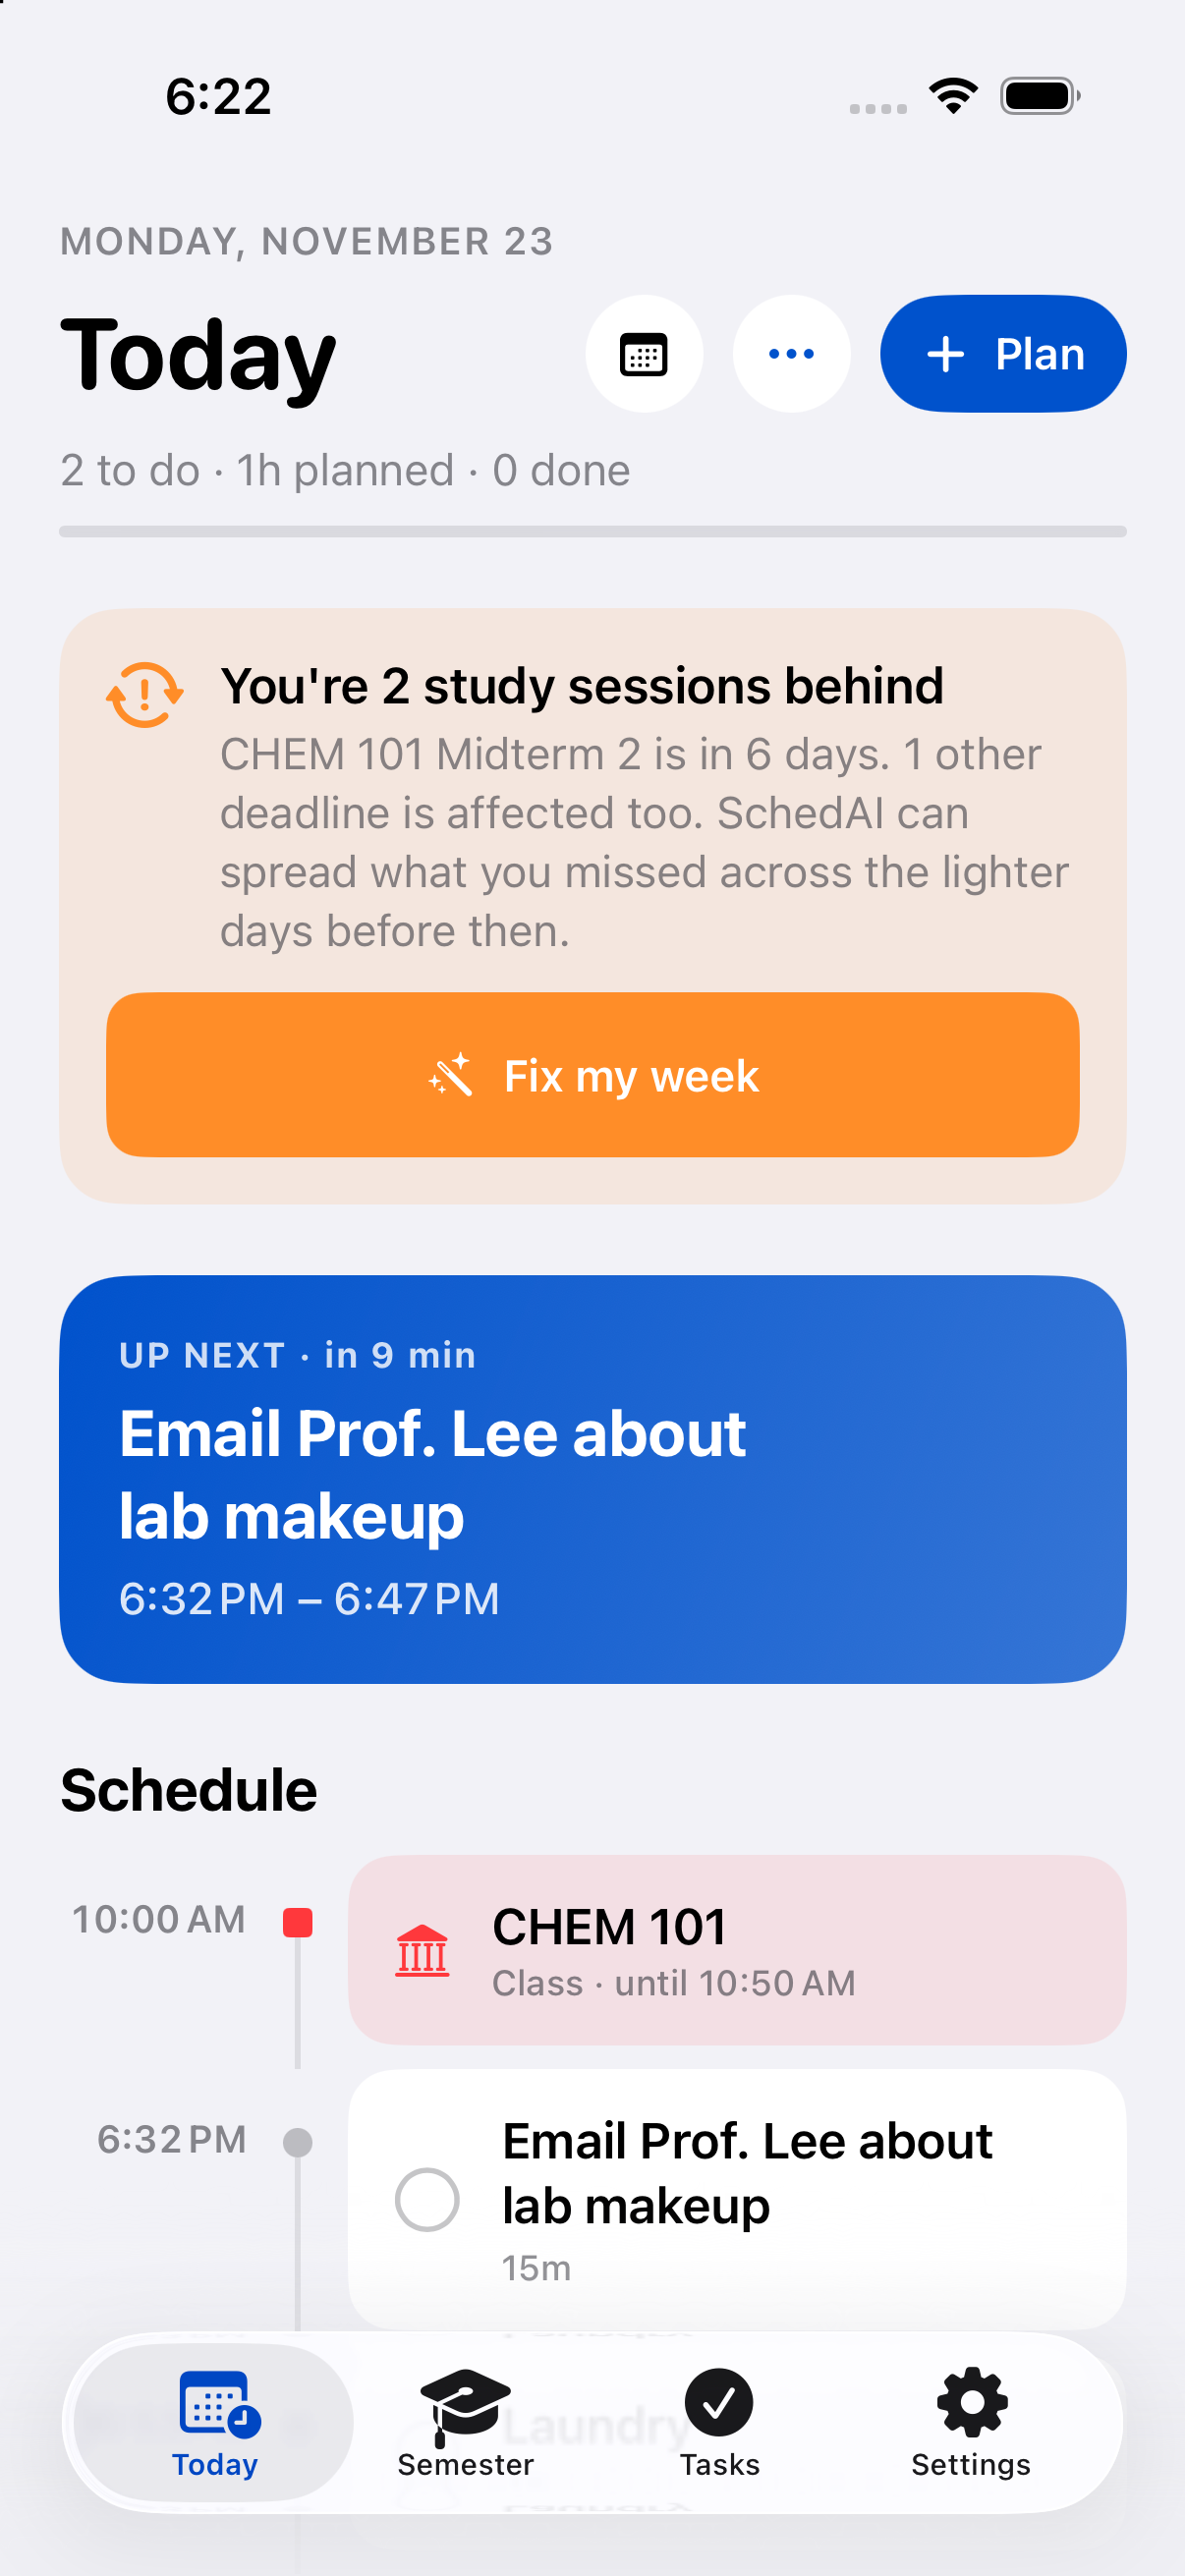 6:22
MONDAY, NOVEMBER 23
Today
Plan
2 to do · 1h planned · 0 done
You're 2 study sessions behind
CHEM 101 Midterm 2 is in 6 days. 1 other
deadline is affected too. SchedAI can
spread what you missed across the lighter
days before then.
Fix my week
UP NEXT · in 9 min
Email Prof. Lee about
lab makeup
6:32 PM – 6:47 PM
Schedule
10:00 AM
CHEM 101
Class · until 10:50 AM
6:32 PM
Email Prof. Lee about
lab makeup
15m
Laundry
Today
Semester
Tasks
Settings